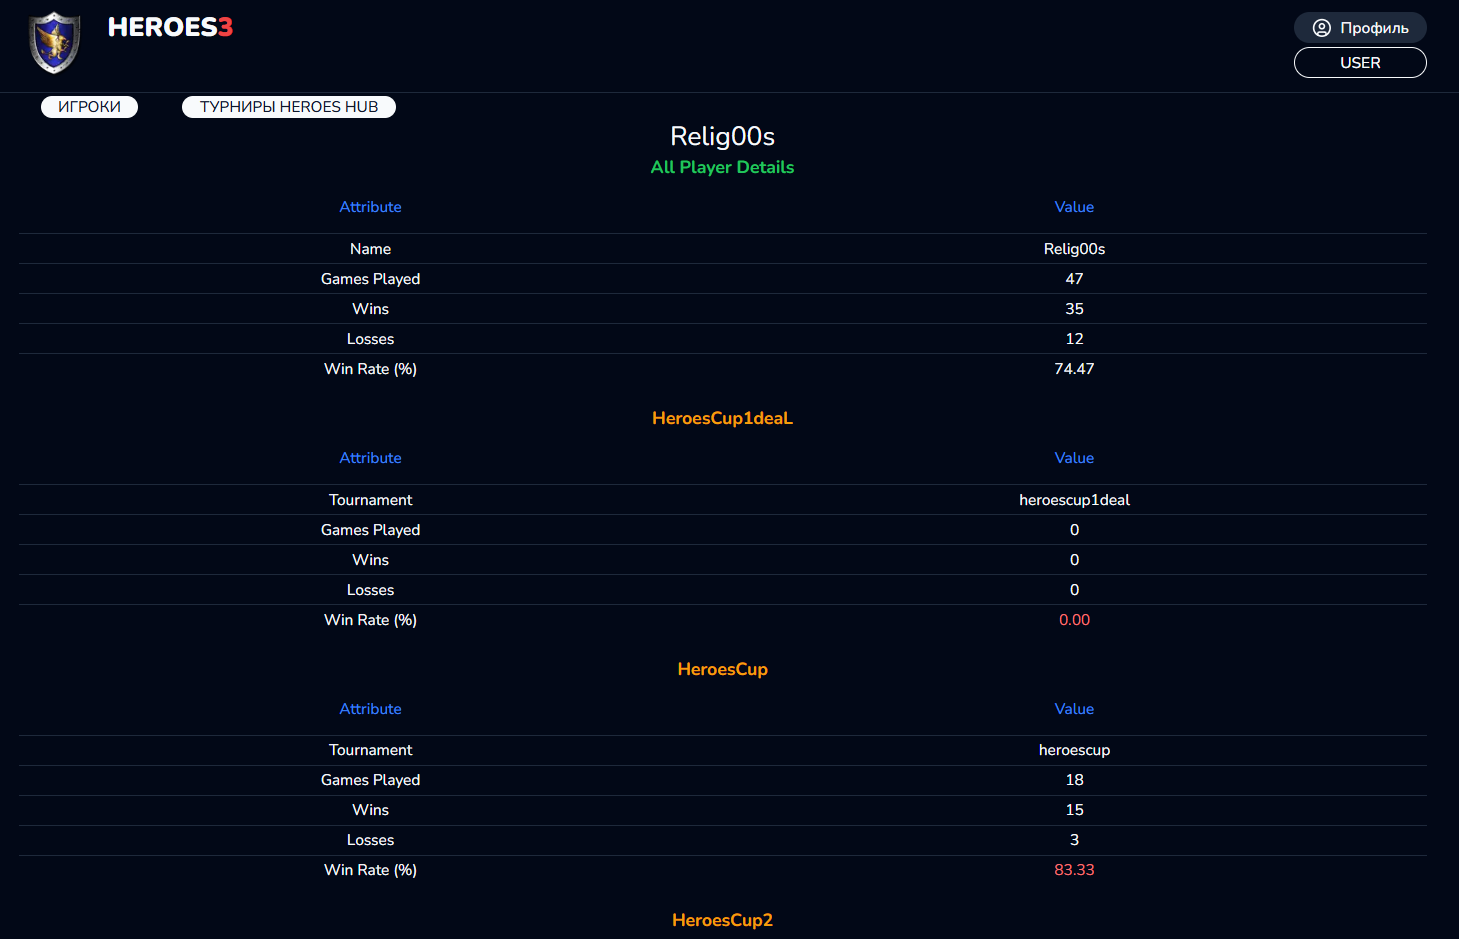 HEROES3
Профиль
USER
ИГРОКИ
ТУРНИРЫ HEROES HUB
Relig00s
All Player Details
Attribute Value
Name Relig00s
Games Played 47
Wins 35
Losses 12
Win Rate (%) 74.47
HeroesCup1deaL
Attribute Value
Tournament heroescup1deal
Games Played 0
Wins 0
Losses 0
Win Rate (%) 0.00
HeroesCup
Attribute Value
Tournament heroescup
Games Played 18
Wins 15
Losses 3
Win Rate (%) 83.33
HeroesCup2